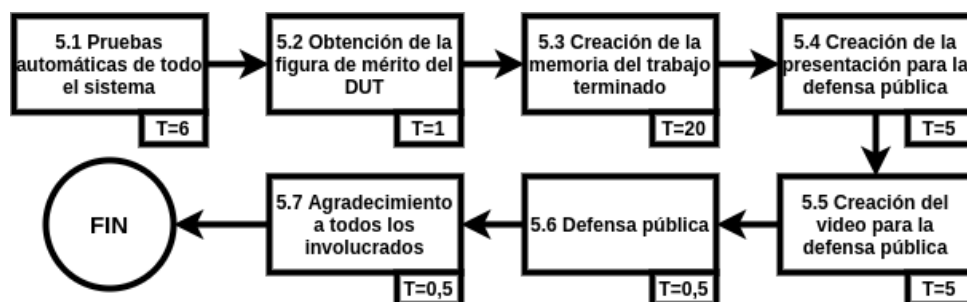 5.1 Pruebas
automáticas de todo
el sistema
T=6
5.2 Obtención de la
figura de mérito del
DUT
T=1
5.3 Creación de la
memoria del trabajo
terminado
T=20
5.4 Creación de la
presentación para la
defensa pública
T=5
5.5 Creación del
video para la
defensa pública
T=5
5.6 Defensa pública
T=0,5
5.7 Agradecimiento
a todos los
involucrados
T=0,5
FIN